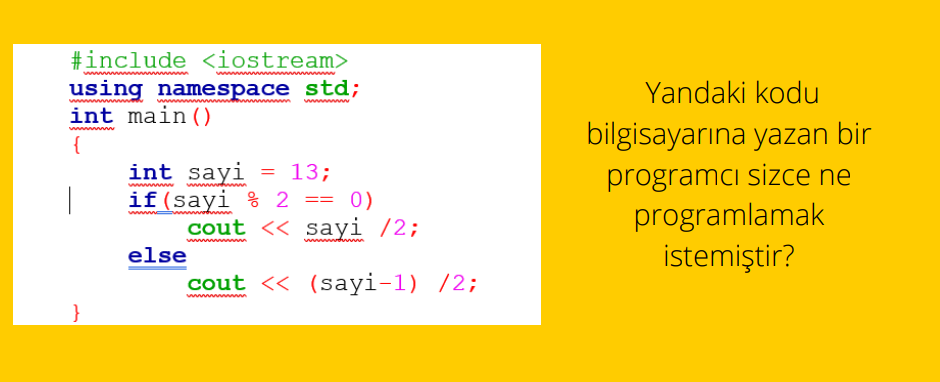 #include <iostream>
using namespace std;
int main()
{
int sayi = 13;
if(sayi % 2 == 0)
cout << sayi /2;
else
cout << (sayi-1) /2;
}
Yandaki kodu
bilgisayarına yazan bir
programcı sizce ne
programlamak
istemiştir?